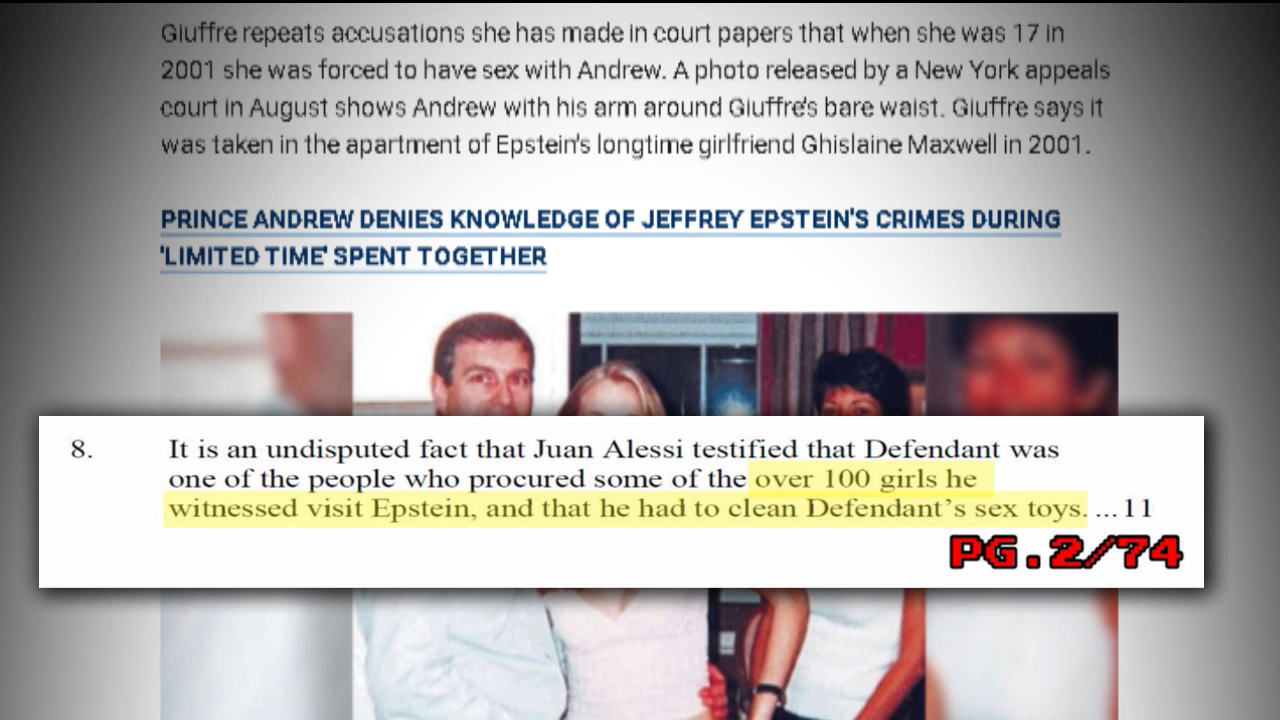 Giuffre repeats accusations she has made in court papers that when she was 17 in
2001 she was forced to have sex with Andrew. A photo released by a New York appeals
court in August shows Andrew with his arm around Giuffre's bare waist. Giuffre says it
was taken in the apartment of Epstein's longtime girlfriend Ghislaine Maxwell in 2001.
PRINCE ANDREW DENIES KNOWLEDGE OF JEFFREY EPSTEIN'S CRIMES DURING
'LIMITED TIME' SPENT TOGETHER
8. It is an undisputed fact that Juan Alessi testified that Defendant was
one of the people who procured some of the over 100 girls he
witnessed visit Epstein, and that he had to clean Defendant's sex toys. ...11
PG.2/74